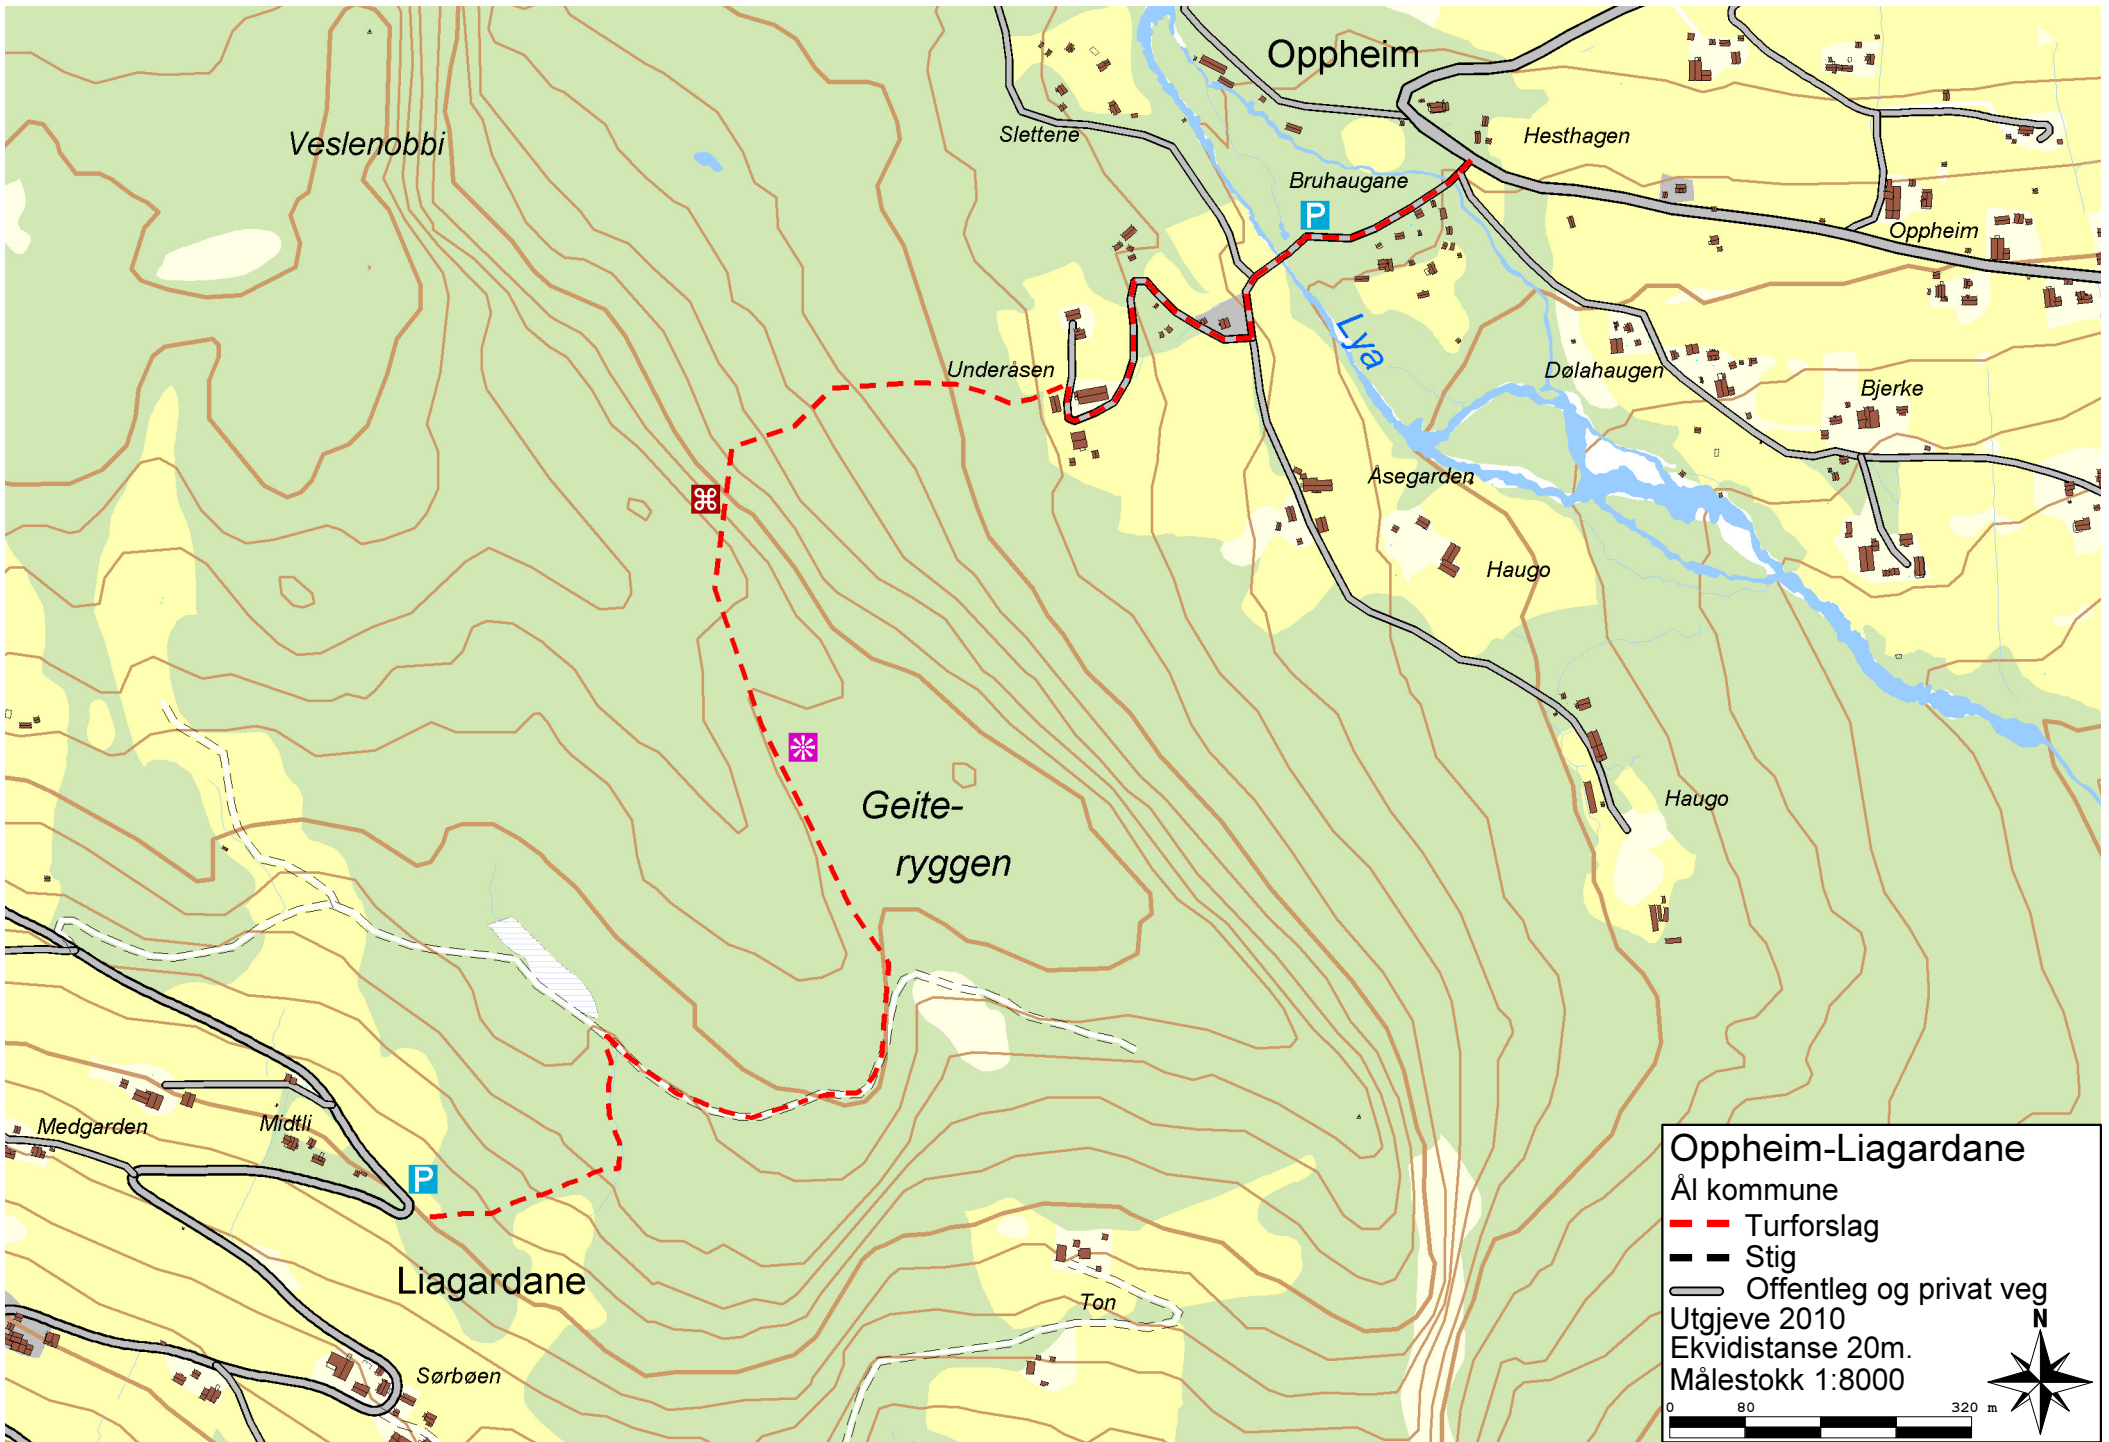 Oppheim
Veslenobbi
Slettene
Hesthagen
Bruhaugane
P
Oppheim
Lya
Underåsen
Dølahaugen
Bjerke
Åsegarden
Haugo
Geite-
ryggen
Haugo
Medgarden
Midtli
P
Liagardane
Ton
Sørbøen
Oppheim-Liagardane
Ål kommune
Turforslag
Stig
Offentleg og privat veg
Utgjeve 2010
Ekvidistanse 20m.
Målestokk 1:8000
N
0 80 320 m